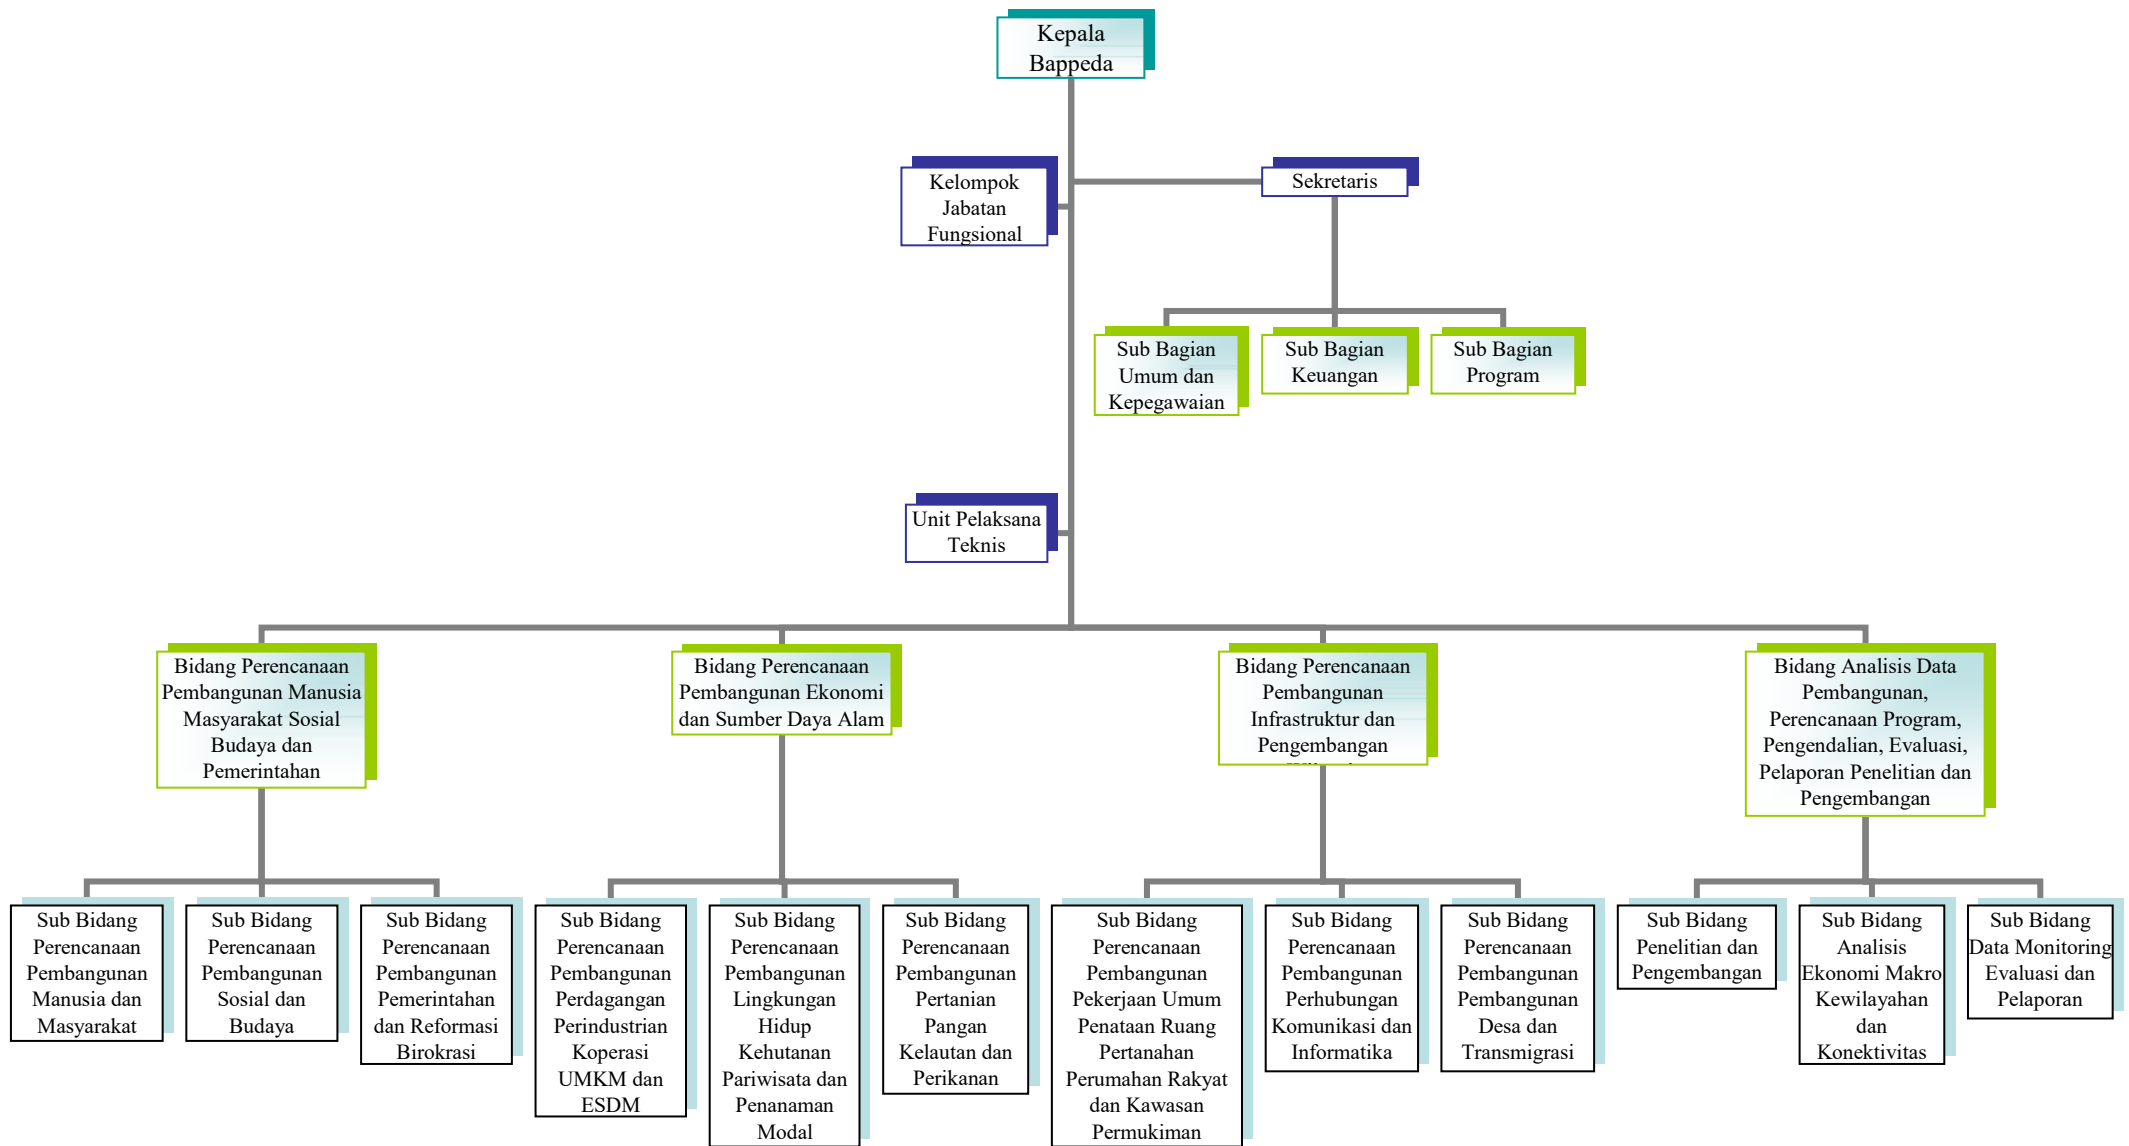 Kepala
Bappeda
Kelompok
Jabatan
Fungsional
Sekretaris
Sub Bagian
Umum dan
Kepegawaian
Sub Bagian
Keuangan
Sub Bagian
Program
Unit Pelaksana
Teknis
Bidang Perencanaan
Pembangunan Manusia
Masyarakat Sosial
Budaya dan
Pemerintahan
Bidang Perencanaan
Pembangunan Ekonomi
dan Sumber Daya Alam
Bidang Perencanaan
Pembangunan
Infrastruktur dan
Pengembangan
Bidang Analisis Data
Pembangunan,
Perencanaan Program,
Pengendalian, Evaluasi,
Pelaporan Penelitian dan
Pengembangan
Sub Bidang
Perencanaan
Pembangunan
Manusia dan
Masyarakat
Sub Bidang
Perencanaan
Pembangunan
Sosial dan
Budaya
Sub Bidang
Perencanaan
Pembangunan
Pemerintahan
dan Reformasi
Birokrasi
Sub Bidang
Perencanaan
Pembangunan
Perdagangan
Perindustrian
Koperasi
UMKM dan
ESDM
Sub Bidang
Perencanaan
Pembangunan
Lingkungan
Hidup
Kehutanan
Pariwisata dan
Penanaman
Modal
Sub Bidang
Perencanaan
Pembangunan
Pertanian
Pangan
Kelautan dan
Perikanan
Sub Bidang
Perencanaan
Pembangunan
Pekerjaan Umum
Penataan Ruang
Pertanahan
Perumahan Rakyat
dan Kawasan
Permukiman
Sub Bidang
Perencanaan
Pembangunan
Perhubungan
Komunikasi dan
Informatika
Sub Bidang
Perencanaan
Pembangunan
Pembangunan
Desa dan
Transmigrasi
Sub Bidang
Penelitian dan
Pengembangan
Sub Bidang
Analisis
Ekonomi Makro
Kewilayahan
dan
Konektivitas
Sub Bidang
Data Monitoring
Evaluasi dan
Pelaporan